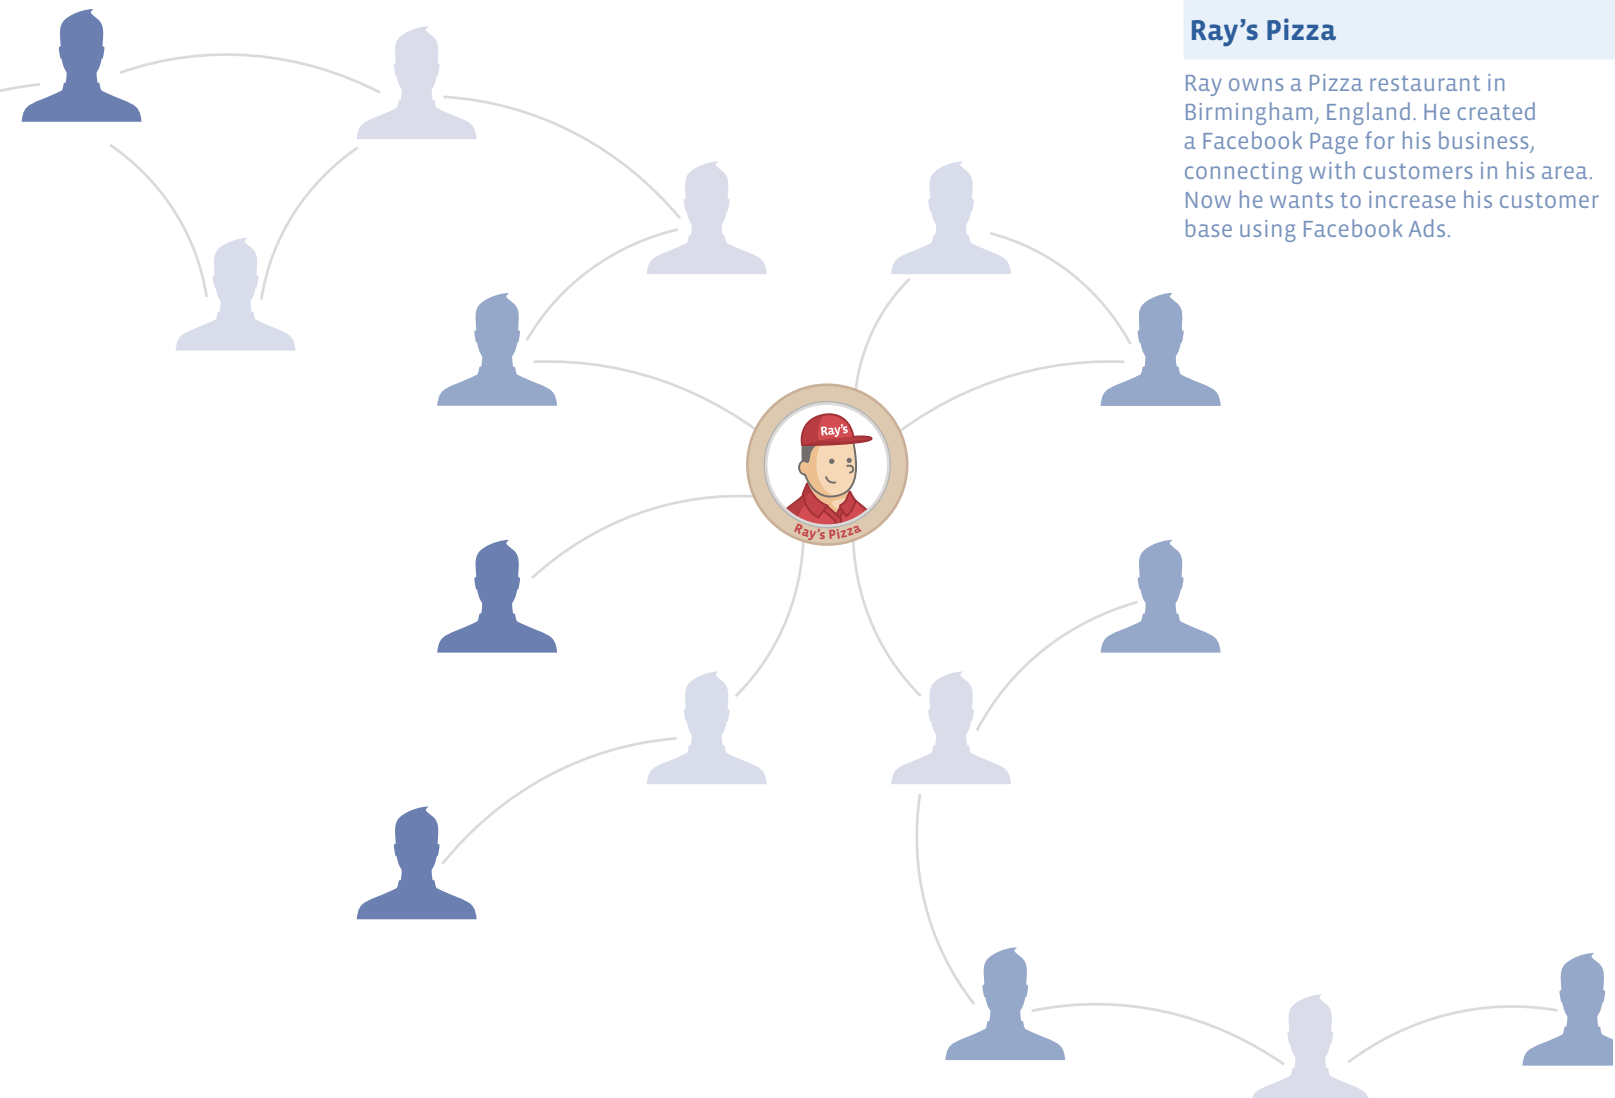 Ray’s Pizza
Ray owns a Pizza restaurant in
Birmingham, England. He created
a Facebook Page for his business,
connecting with customers in his area.
Now he wants to increase his customer
base using Facebook Ads.
Ray’s
Ray’s Pizza